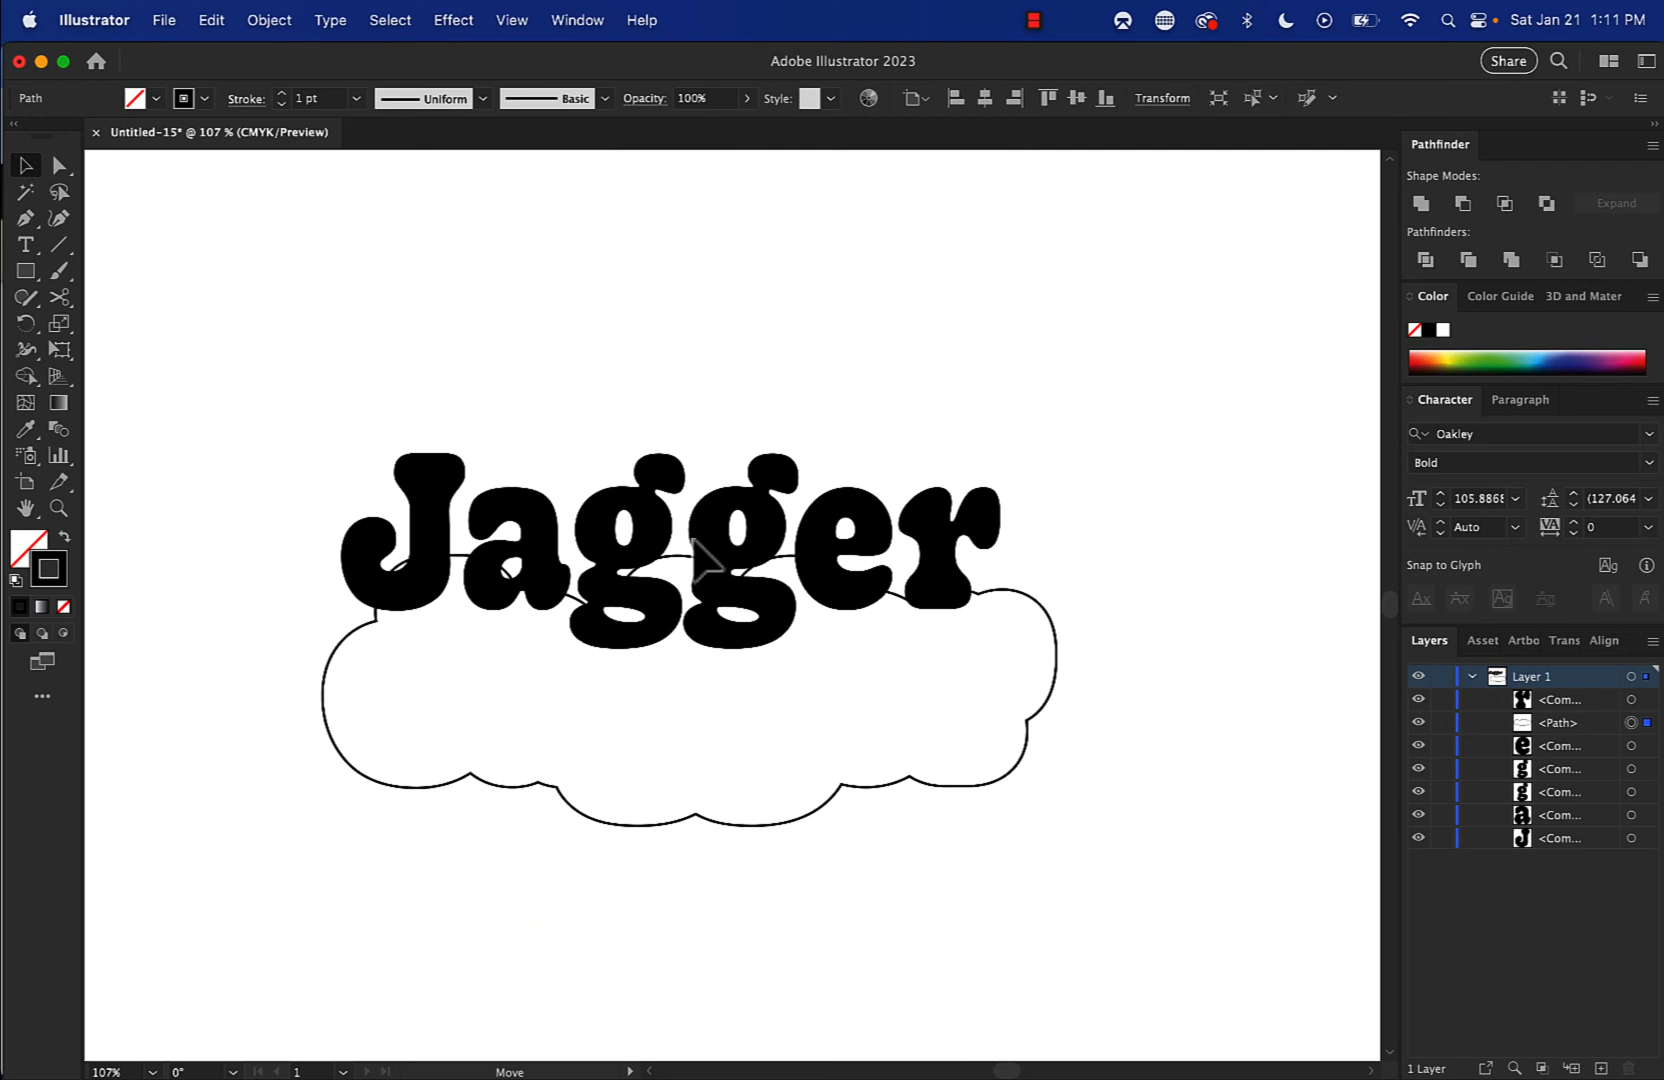 Illustrator File Edit Object Type Select Effect View Window Help Sat Jan 21 1:11 PM
Adobe Illustrator 2023 Share
Path Stroke: 1 pt Uniform Basic Opacity: 100% Style: Transform
Untitled-15* @ 107 % (CMYK/Preview)
Pathfinder
Shape Modes:
Expand
Pathfinders:
Color Color Guide 3D and Mater
Character Paragraph
Oakley
Bold
105.8868 (127.064
Auto 0
Snap to Glyph
Layers Asset Artbo Trans Align
Layer 1
<Com...
<Path>
<Com...
<Com...
<Com...
<Com...
<Com...
Jagger
107% 0° 1 Move 1 Layer